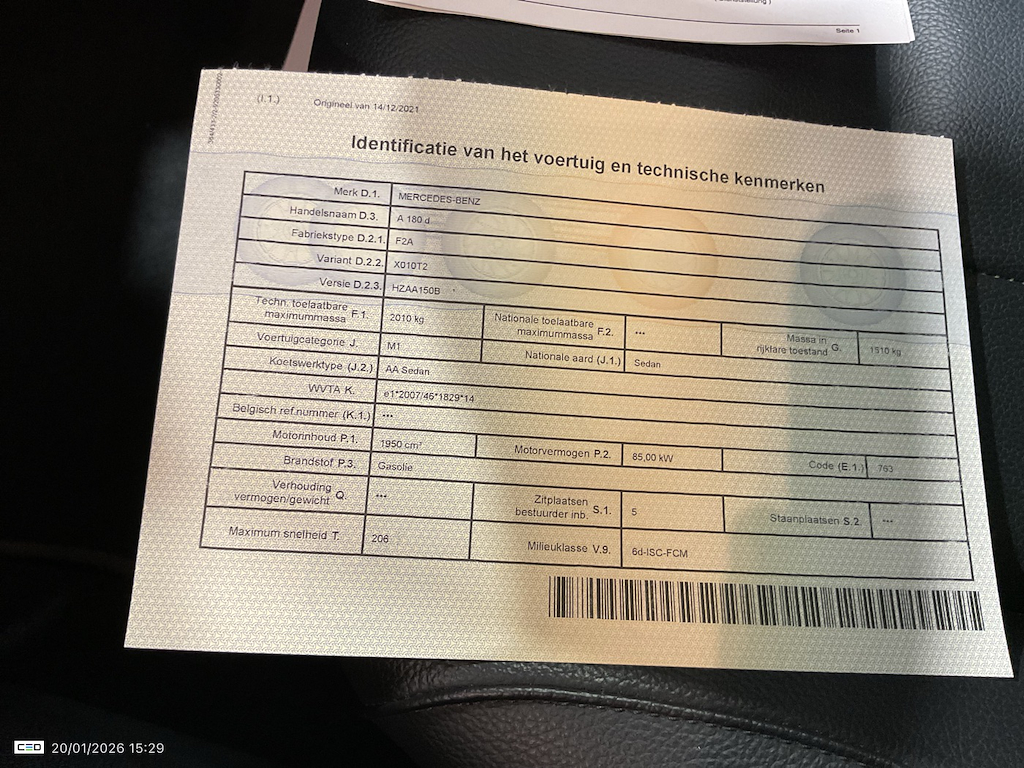 Seite 1
(I.1.) Origineel van 14/12/2021
Identificatie van het voertuig en technische kenmerken
Merk D.1. MERCEDES-BENZ
Handelsnaam D.3. A 180 d
Fabriekstype D.2.1. F2A
Variant D.2.2. X010T2
Versie D.2.3. HZAA150B
Techn. toelaatbare maximummassa F.1. 2010 kg Nationale toelaatbare maximummassa F.2. --- Massa in rijklare toestand G. 1510 kg
Voertuigcategorie J. M1 Nationale aard (J.1.) Sedan
Koetswerktype (J.2.) AA Sedan
WVTA K. e1*2007/46*1829*14
Belgisch ref.nummer (K.1.) ---
Motorinhoud P.1. 1950 cm³ Motorvermogen P.2. 85,00 kW Code (E.1.) 763
Brandstof P.3. Gasolie
Verhouding vermogen/gewicht Q. --- Zitplaatsen bestuurder inb. S.1. 5 Staanplaatsen S.2. ---
Maximum snelheid T. 206 Milieuklasse V.9. 6d-ISC-FCM
CEO 20/01/2026 15:29